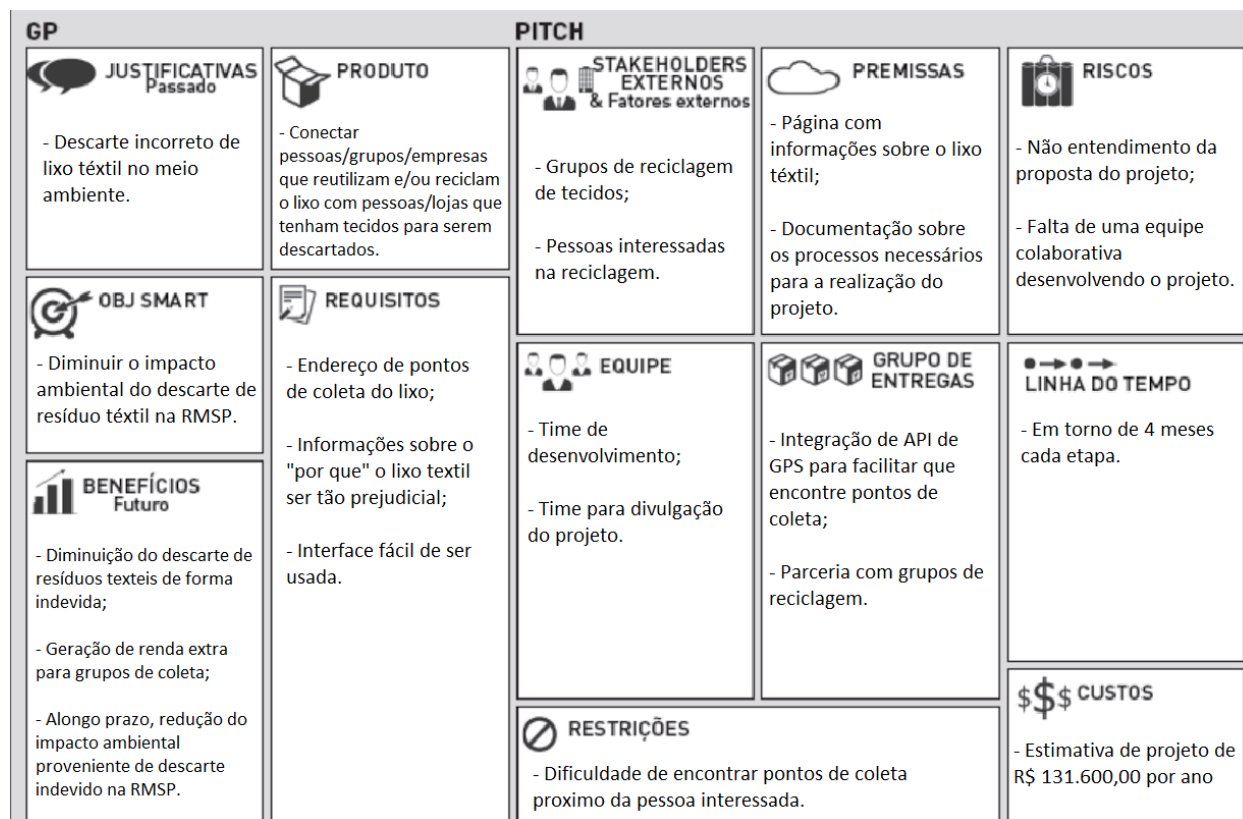 GP
PITCH
JUSTIFICATIVAS
Passado
- Descarte incorreto de
lixo téxtil no meio
ambiente.
PRODUTO
- Conectar
pessoas/grupos/empresas
que reutilizam e/ou reciclam
o lixo com pessoas/lojas que
tenham tecidos para serem
descartados.
STAKEHOLDERS
EXTERNOS
& Fatores externos
- Grupos de reciclagem
de tecidos;
- Pessoas interessadas
na reciclagem.
PREMISSAS
- Página com
informações sobre o lixo
téxtil;
- Documentação sobre
os processos necessários
para a realização do
projeto.
RISCOS
- Não entendimento da
proposta do projeto;
- Falta de uma equipe
colaborativa
desenvolvendo o projeto.
OBJ SMART
- Diminuir o impacto
ambiental do descarte de
resíduo téxtil na RMSP.
REQUISITOS
- Endereço de pontos
de coleta do lixo;
- Informações sobre o
"por que" o lixo textil
ser tão prejudicial;
- Interface fácil de ser
usada.
EQUIPE
- Time de
desenvolvimento;
- Time para divulgação
do projeto.
GRUPO DE
ENTREGAS
- Integração de API de
GPS para facilitar que
encontre pontos de
coleta;
- Parceria com grupos de
reciclagem.
LINHA DO TEMPO
- Em torno de 4 meses
cada etapa.
BENEFÍCIOS
Futuro
- Diminuição do descarte de
resíduos texteis de forma
indevida;
- Geração de renda extra
para grupos de coleta;
- Alongo prazo, redução do
impacto ambiental
proveniente de descarte
indevido na RMSP.
RESTRIÇÕES
- Dificuldade de encontrar pontos de coleta
proximo da pessoa interessada.
$$$ CUSTOS
- Estimativa de projeto de
R$ 131.600,00 por ano